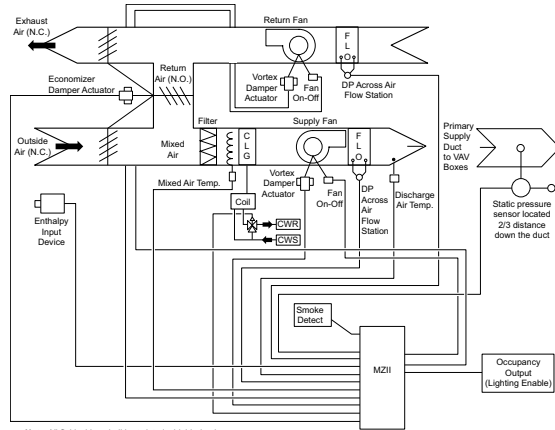 Exhaust
Air (N.C.)
Return Fan
F
L
O
Return
Air (N.O.)
Economizer
Damper Actuator
Vortex
Damper
Actuator
Fan
On-Off
DP Across Air
Flow Station
Outside
Air (N.C.)
Mixed
Air
Filter
C
L
G
Supply Fan
F
L
O
Primary
Supply
Duct
to VAV
Boxes
Mixed Air Temp.
Vortex
Damper
Actuator
Fan
On-Off
DP
Across
Air
Flow
Station
Discharge
Air Temp.
Static pressure
sensor located
2/3 distance
down the duct
Coil
CWR
CWS
Enthalpy
Input
Device
Smoke
Detect
MZII
Occupancy
Output
(Lighting Enable)